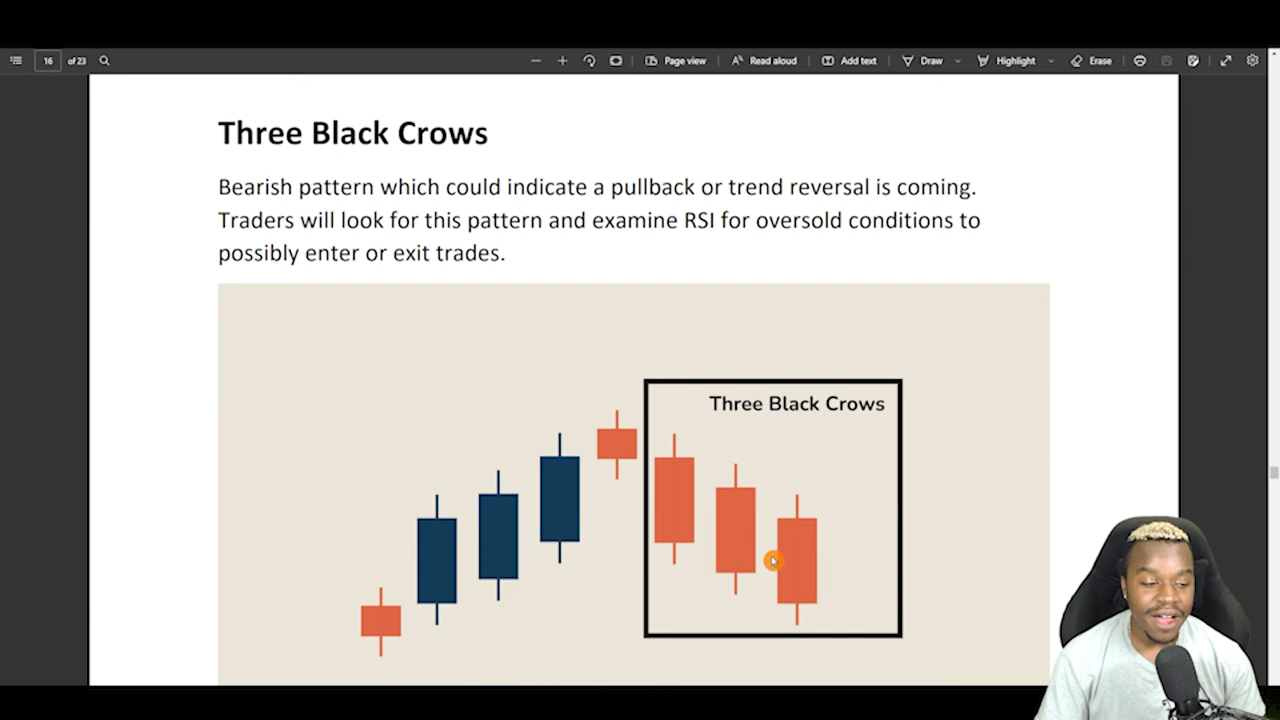 16 of 23 Page view Read aloud Add text Draw Highlight Erase
Three Black Crows
Bearish pattern which could indicate a pullback or trend reversal is coming.
Traders will look for this pattern and examine RSI for oversold conditions to
possibly enter or exit trades.
Three Black Crows